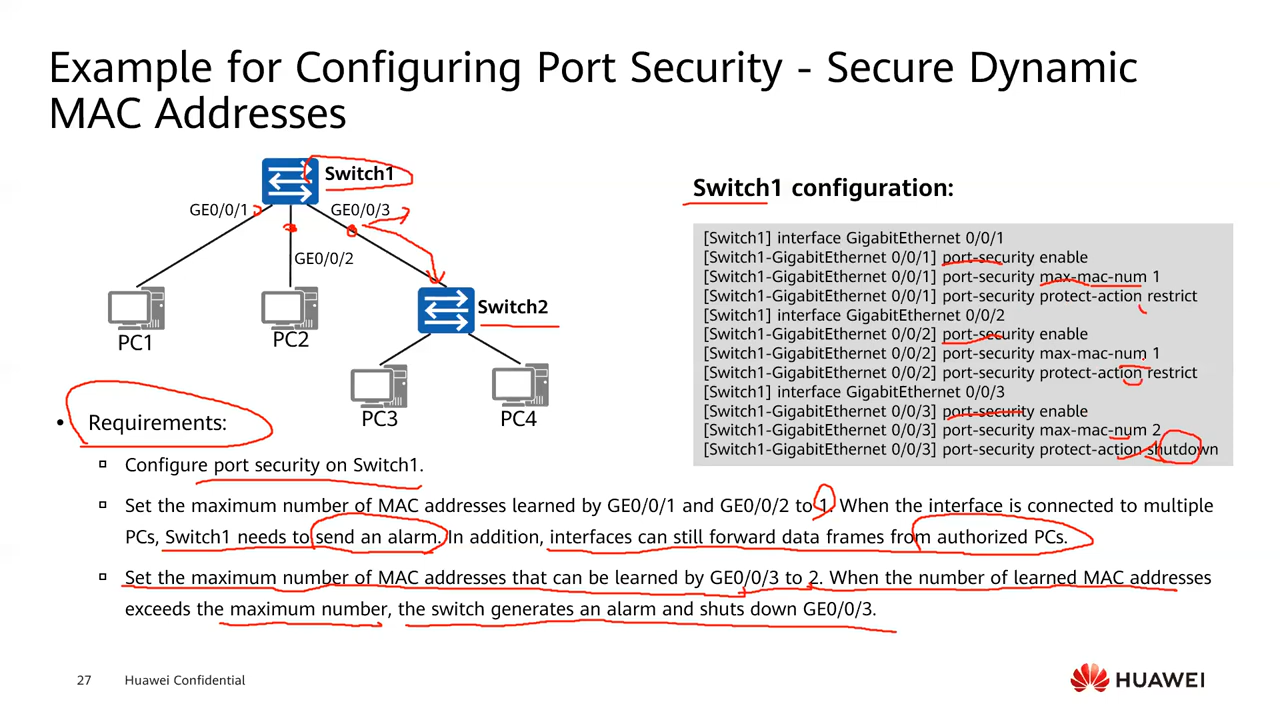 Example for Configuring Port Security - Secure Dynamic
MAC Addresses
Switch1
GE0/0/1
GE0/0/3
GE0/0/2
Switch2
PC1
PC2
PC3
PC4
Switch1 configuration:
[Switch1] interface GigabitEthernet 0/0/1
[Switch1-GigabitEthernet 0/0/1] port-security enable
[Switch1-GigabitEthernet 0/0/1] port-security max-mac-num 1
[Switch1-GigabitEthernet 0/0/1] port-security protect-action restrict
[Switch1] interface GigabitEthernet 0/0/2
[Switch1-GigabitEthernet 0/0/2] port-security enable
[Switch1-GigabitEthernet 0/0/2] port-security max-mac-num 1
[Switch1-GigabitEthernet 0/0/2] port-security protect-action restrict
[Switch1] interface GigabitEthernet 0/0/3
[Switch1-GigabitEthernet 0/0/3] port-security enable
[Switch1-GigabitEthernet 0/0/3] port-security max-mac-num 2
[Switch1-GigabitEthernet 0/0/3] port-security protect-action shutdown
• Requirements:
▫ Configure port security on Switch1.
▫ Set the maximum number of MAC addresses learned by GE0/0/1 and GE0/0/2 to 1. When the interface is connected to multiple
PCs, Switch1 needs to send an alarm. In addition, interfaces can still forward data frames from authorized PCs.
▫ Set the maximum number of MAC addresses that can be learned by GE0/0/3 to 2. When the number of learned MAC addresses
exceeds the maximum number, the switch generates an alarm and shuts down GE0/0/3.
27 Huawei Confidential
HUAWEI